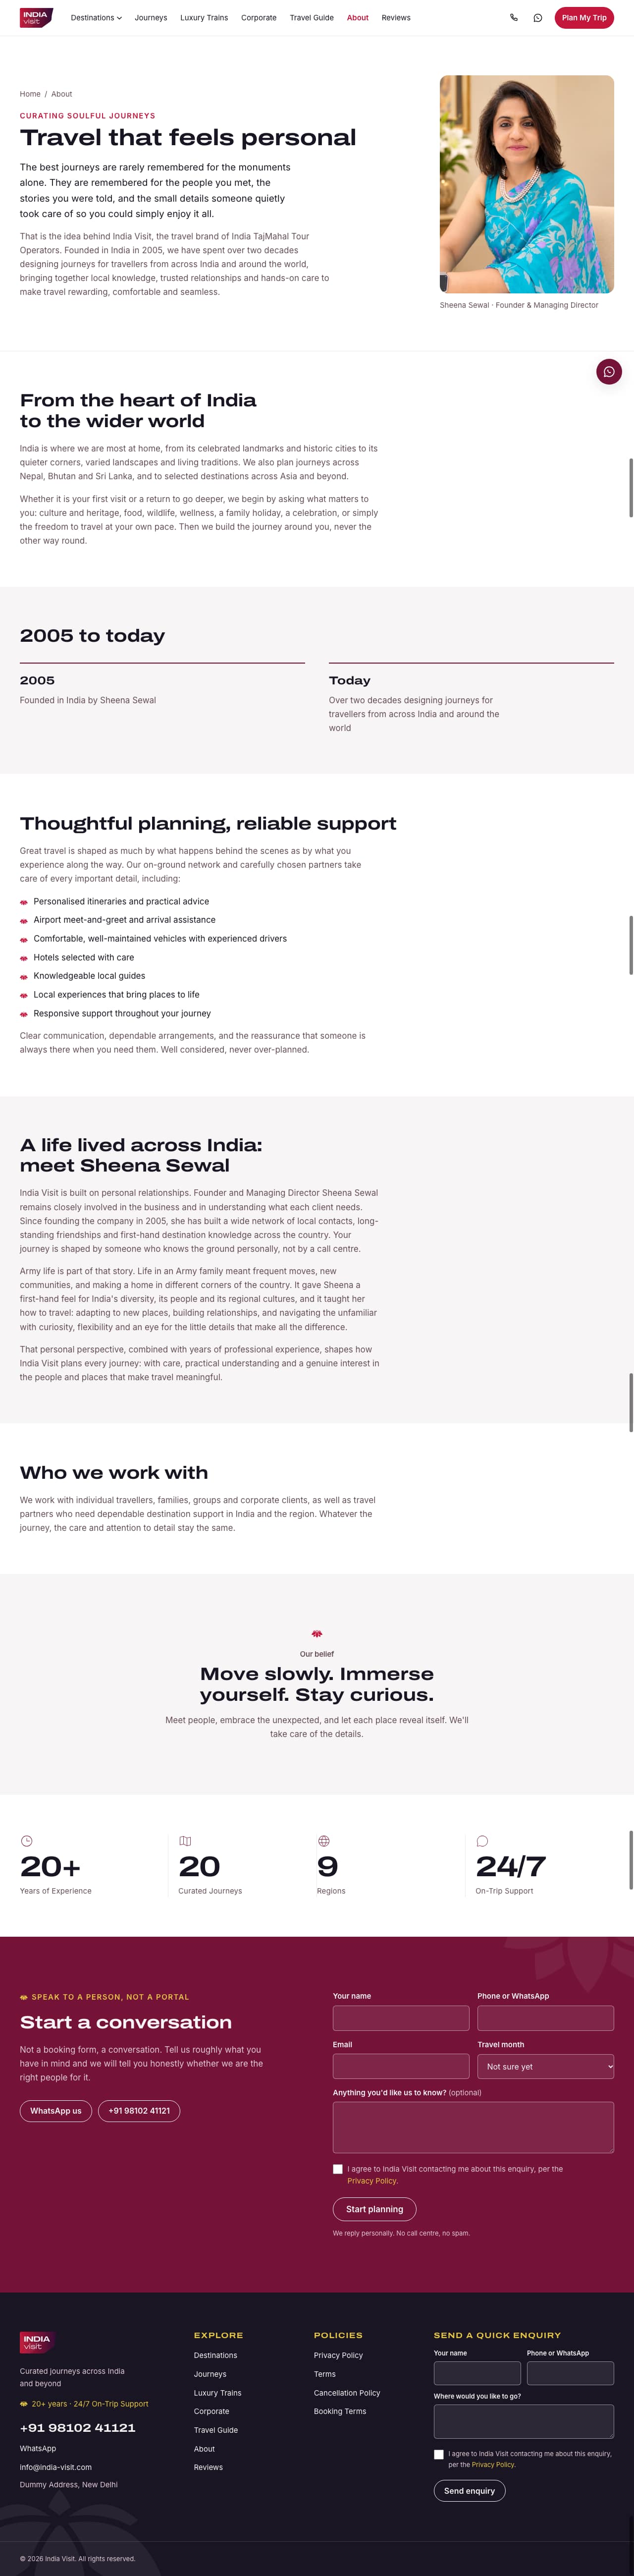 INDIA
visit
Destinations
Journeys
Luxury Trains
Corporate
Travel Guide
About
Reviews
Plan My Trip
Home / About
CURATING SOULFUL JOURNEYS
Travel that feels personal
The best journeys are rarely remembered for the monuments
alone. They are remembered for the people you met, the
stories you were told, and the small details someone quietly
took care of so you could simply enjoy it all.
That is the idea behind India Visit, the travel brand of India TajMahal Tour
Operators. Founded in India in 2005, we have spent over two decades
designing journeys for travellers from across India and around the world,
bringing together local knowledge, trusted relationships and hands-on care to
make travel rewarding, comfortable and seamless.
Sheena Sewal · Founder & Managing Director
From the heart of India
to the wider world
India is where we are most at home, from its celebrated landmarks and historic cities to its
quieter corners, varied landscapes and living traditions. We also plan journeys across
Nepal, Bhutan and Sri Lanka, and to selected destinations across Asia and beyond.
Whether it is your first visit or a return to go deeper, we begin by asking what matters to
you: culture and heritage, food, wildlife, wellness, a family holiday, a celebration, or simply
the freedom to travel at your own pace. Then we build the journey around you, never the
other way round.
2005 to today
2005
Founded in India by Sheena Sewal
Today
Over two decades designing journeys for
travellers from across India and around the
world
Thoughtful planning, reliable support
Great travel is shaped as much by what happens behind the scenes as by what you
experience along the way. Our on-ground network and carefully chosen partners take
care of every important detail, including:
Personalised itineraries and practical advice
Airport meet-and-greet and arrival assistance
Comfortable, well-maintained vehicles with experienced drivers
Hotels selected with care
Knowledgeable local guides
Local experiences that bring places to life
Responsive support throughout your journey
Clear communication, dependable arrangements, and the reassurance that someone is
always there when you need them. Well considered, never over-planned.
A life lived across India:
meet Sheena Sewal
India Visit is built on personal relationships. Founder and Managing Director Sheena Sewal
remains closely involved in the business and in understanding what each client needs.
Since founding the company in 2005, she has built a wide network of local contacts, long-
standing friendships and first-hand destination knowledge across the country. Your
journey is shaped by someone who knows the ground personally, not by a call centre.
Army life is part of that story. Life in an Army family meant frequent moves, new
communities, and making a home in different corners of the country. It gave Sheena a
first-hand feel for India's diversity, its people and its regional cultures, and it taught her
how to travel: adapting to new places, building relationships, and navigating the unfamiliar
with curiosity, flexibility and an eye for the little details that make all the difference.
That personal perspective, combined with years of professional experience, shapes how
India Visit plans every journey: with care, practical understanding and a genuine interest in
the people and places that make travel meaningful.
Who we work with
We work with individual travellers, families, groups and corporate clients, as well as travel
partners who need dependable destination support in India and the region. Whatever the
journey, the care and attention to detail stay the same.
Our belief
Move slowly. Immerse
yourself. Stay curious.
Meet people, embrace the unexpected, and let each place reveal itself. We'll
take care of the details.
20+
Years of Experience
20
Curated Journeys
9
Regions
24/7
On-Trip Support
SPEAK TO A PERSON, NOT A PORTAL
Start a conversation
Not a booking form, a conversation. Tell us roughly what you
have in mind and we will tell you honestly whether we are the
right people for it.
WhatsApp us
+91 98102 41121
Your name
Phone or WhatsApp
Email
Travel month
Not sure yet
Anything you'd like us to know? (optional)
I agree to India Visit contacting me about this enquiry, per the
Privacy Policy.
Start planning
We reply personally. No call centre, no spam.
INDIA
visit
Curated journeys across India
and beyond
20+ years · 24/7 On-Trip Support
+91 98102 41121
WhatsApp
info@india-visit.com
Dummy Address, New Delhi
EXPLORE
Destinations
Journeys
Luxury Trains
Corporate
Travel Guide
About
Reviews
POLICIES
Privacy Policy
Terms
Cancellation Policy
Booking Terms
SEND A QUICK ENQUIRY
Your name
Phone or WhatsApp
Where would you like to go?
I agree to India Visit contacting me about this enquiry,
per the Privacy Policy.
Send enquiry
© 2026 India Visit. All rights reserved.